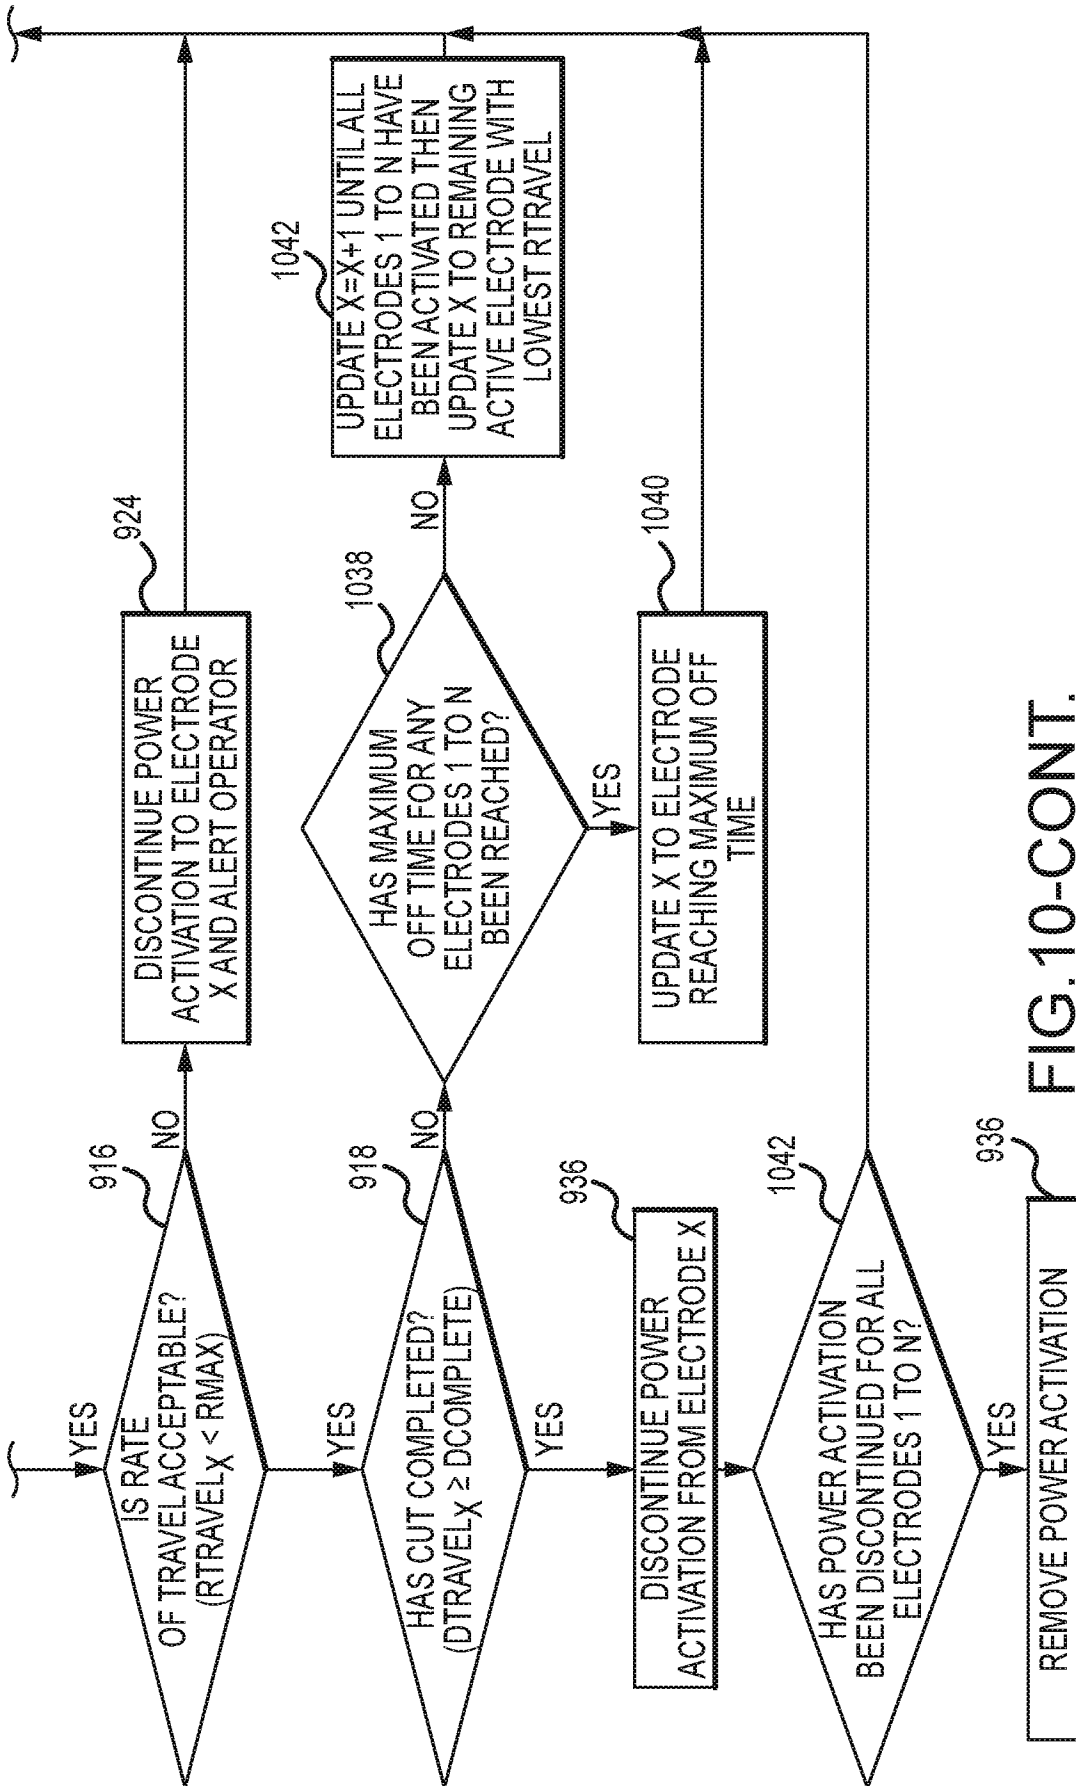 YES
916
IS RATE
OF TRAVEL ACCEPTABLE?
(RTRAVELX < RMAX)
NO
924
DISCONTINUE POWER
ACTIVATION TO ELECTRODE
X AND ALERT OPERATOR
YES
918
HAS CUT COMPLETED?
(DTRAVELX ≥ DCOMPLETE)
NO
1038
HAS MAXIMUM
OFF TIME FOR ANY
ELECTRODES 1 TO N
BEEN REACHED?
NO
1042
UPDATE X=X+1 UNTIL ALL
ELECTRODES 1 TO N HAVE
BEEN ACTIVATED THEN
UPDATE X TO REMAINING
ACTIVE ELECTRODE WITH
LOWEST RTRAVEL
YES
1040
UPDATE X TO ELECTRODE
REACHING MAXIMUM OFF
TIME
YES
936
DISCONTINUE POWER
ACTIVATION FROM ELECTRODE X
1042
HAS POWER ACTIVATION
BEEN DISCONTINUED FOR ALL
ELECTRODES 1 TO N?
YES
936
REMOVE POWER ACTIVATION
FIG.10-CONT.